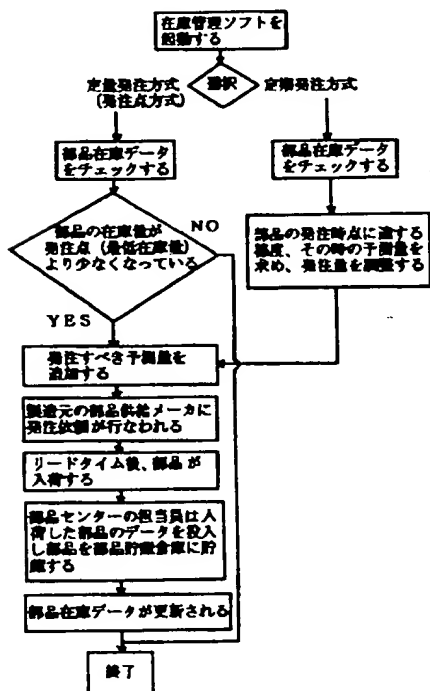 在庫管理ソフトを
起動する
選択
定量発注方式
(発注点方式)
定期発注方式
部品在庫データ
をチェックする
部品在庫データ
をチェックする
部品の在庫量が
発注点(最低在庫量)
より少なくなっている
NO
YES
部品の発注時点に達する
都度、その時の予測量を
求め、発注量を調整する
発注すべき予測量を
追加する
製造元の部品供給メーカに
発注依頼が行なわれる
リードタイム後、部品が
入荷する
部品センターの担当員は入
荷した部品のデータを投入
し部品を部品貯蔵倉庫に貯
蔵する
部品在庫データが更新される
終了